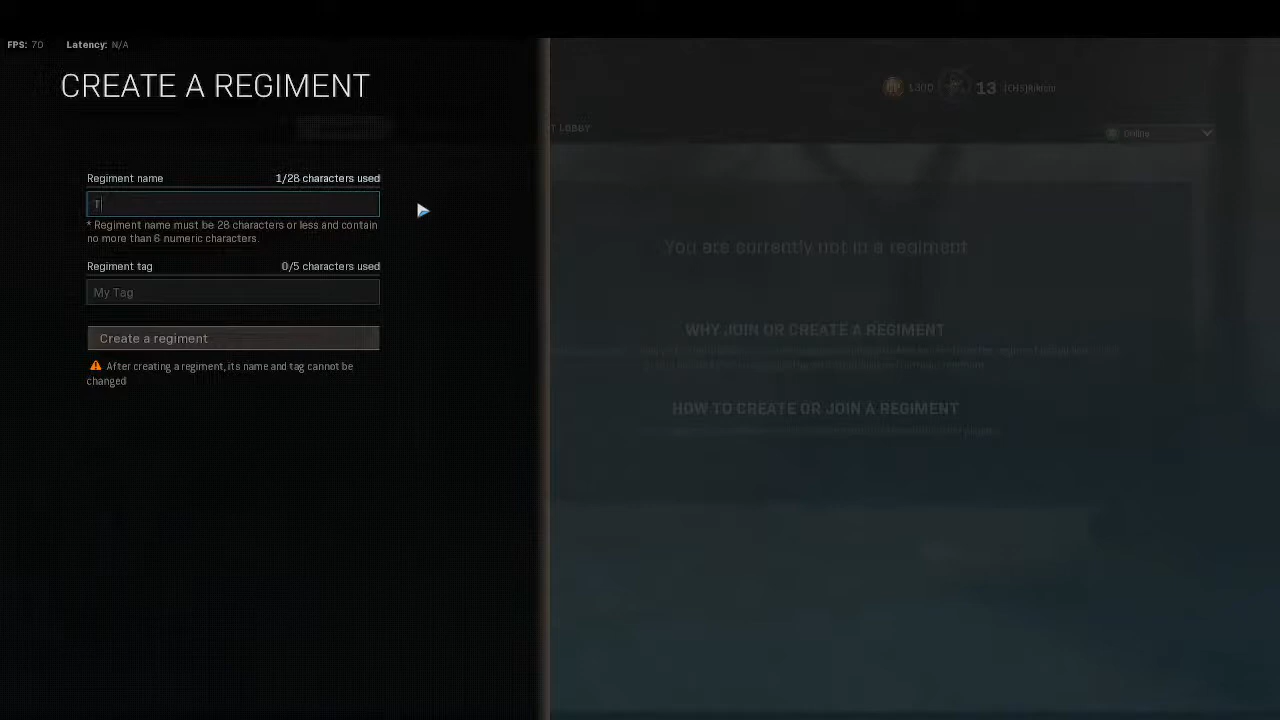 FPS: 70 Latency: N/A
CREATE A REGIMENT
13
T LOBBY
Online
Regiment name 1/28 characters used
T
* Regiment name must be 28 characters or less and contain
no more than 6 numeric characters.
Regiment tag 0/5 characters used
My Tag
Create a regiment
After creating a regiment, its name and tag cannot be
changed
You are currently not in a regiment
WHY JOIN OR CREATE A REGIMENT
HOW TO CREATE OR JOIN A REGIMENT